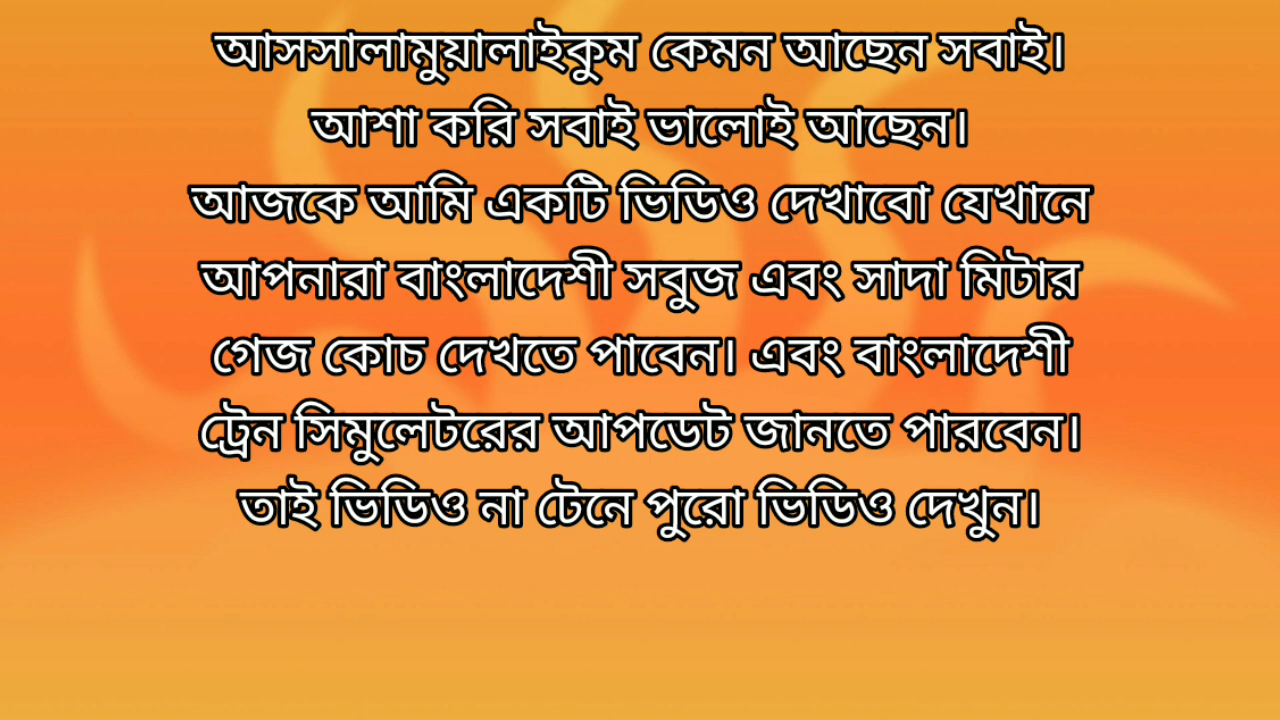 আসসালামুয়ালাইকুম কেমন আছেন সবাই।
আশা করি সবাই ভালোই আছেন।
আজকে আমি একটি ভিডিও দেখাবো যেখানে
আপনারা বাংলাদেশী সবুজ এবং সাদা মিটার
গেজ কোচ দেখতে পাবেন। এবং বাংলাদেশী
ট্রেন সিমুলেটরের আপডেট জানতে পারবেন।
তাই ভিডিও না টেনে পুরো ভিডিও দেখুন।